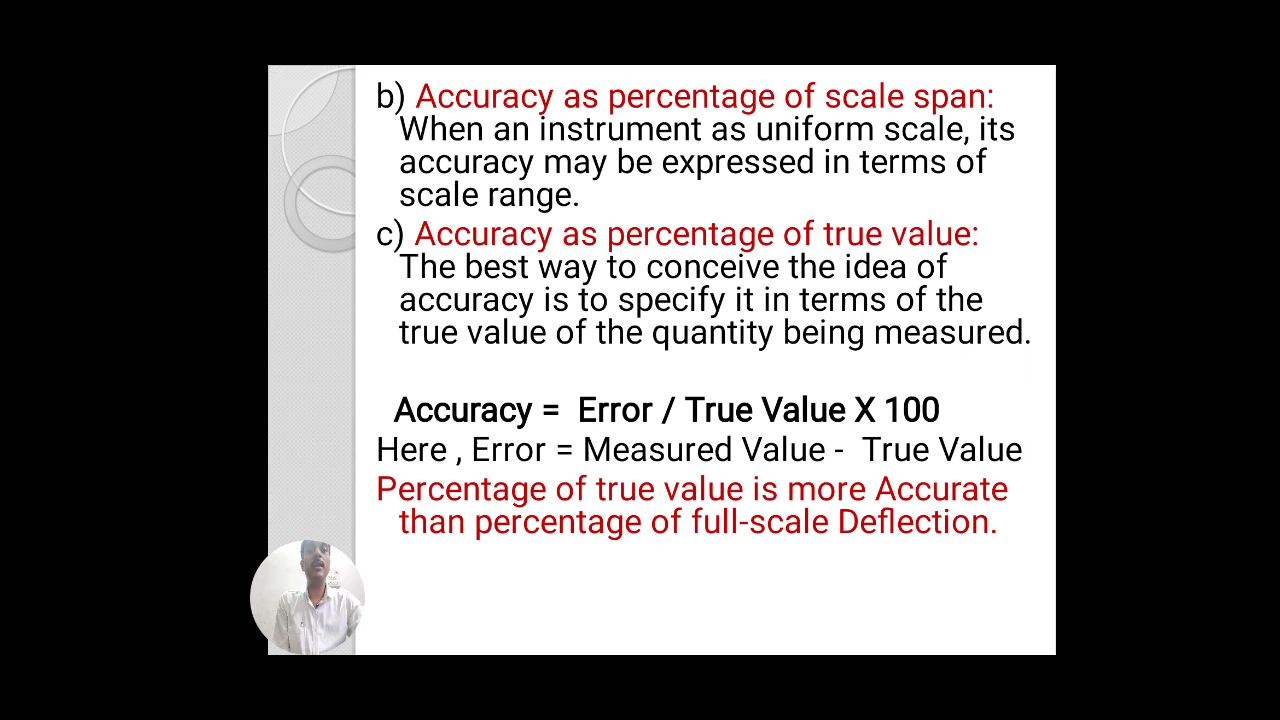 b) Accuracy as percentage of scale span:
When an instrument as uniform scale, its
accuracy may be expressed in terms of
scale range.
c) Accuracy as percentage of true value:
The best way to conceive the idea of
accuracy is to specify it in terms of the
true value of the quantity being measured.
Accuracy = Error / True Value X 100
Here , Error = Measured Value - True Value
Percentage of true value is more Accurate
than percentage of full-scale Deflection.